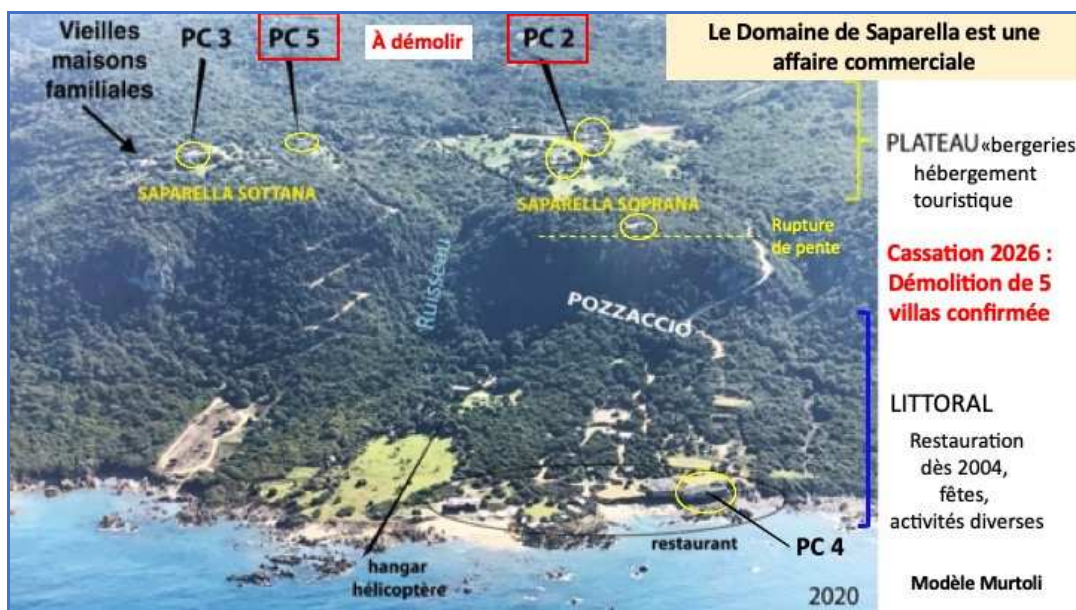 Vieilles
maisons
familiales
PC 3
PC 5
À démolir
PC 2
Le Domaine de Saparella est une
affaire commerciale
SAPARELLA SOTTANA
SAPARELLA SOPRANA
PLATEAU «bergeries
hébergement
touristique
Rupture
de pente
Ruisseau
POZZACCIO
Cassation 2026 :
Démolition de 5
villas confirmée
LITTORAL
Restauration
dès 2004,
fêtes,
activités diverses
restaurant
PC 4
hangar
hélicoptère
2020
Modèle Murtoli